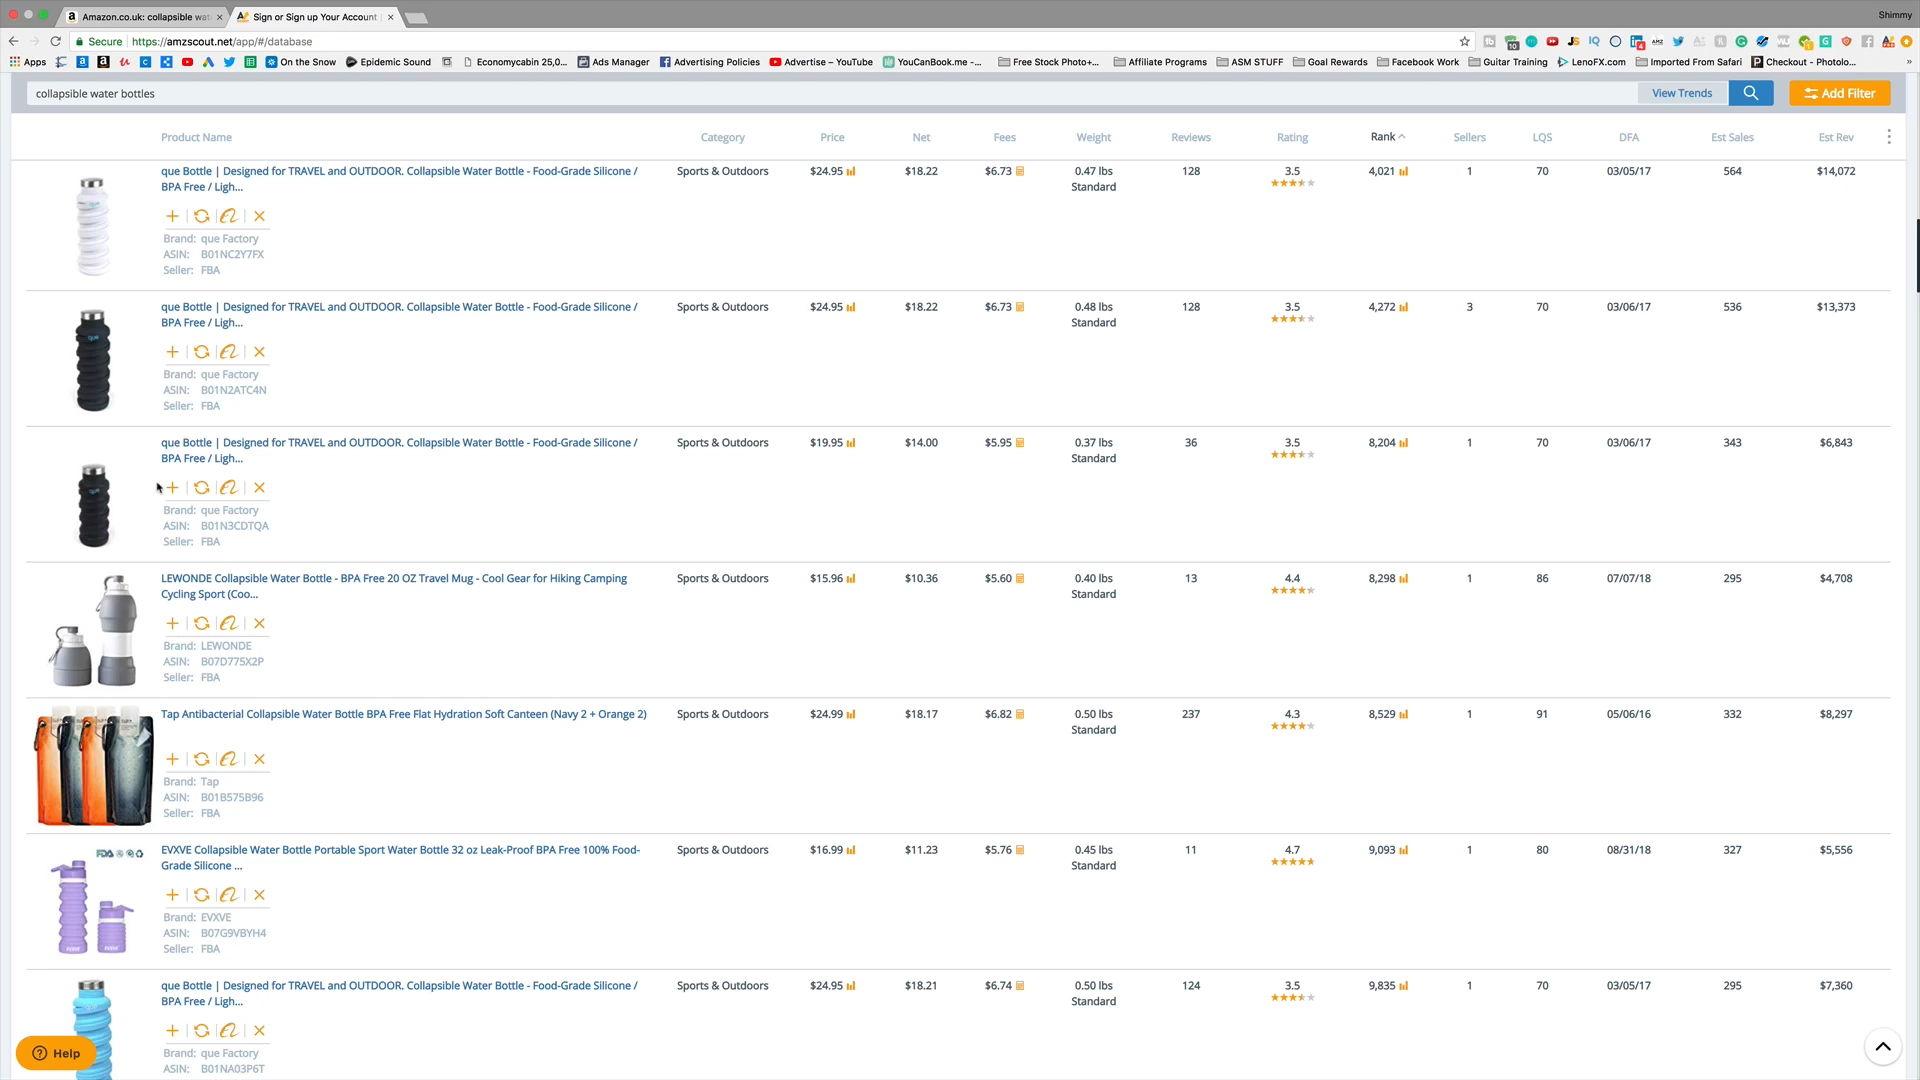 Shimmy
Amazon.co.uk: collapsible wat
Sign or Sign up Your Account
Secure https://amzscout.net/app/#/database
Apps On the Snow Epidemic Sound Economycabin 25,0... Ads Manager Advertising Policies Advertise – YouTube YouCanBook.me -... Free Stock Photo+... Affiliate Programs ASM STUFF Goal Rewards Facebook Work Guitar Training LenoFX.com Imported From Safari Checkout - Photolo... »
collapsible water bottles View Trends Add Filter
Product Name Category Price Net Fees Weight Reviews Rating Rank Sellers LQS DFA Est Sales Est Rev
que Bottle | Designed for TRAVEL and OUTDOOR. Collapsible Water Bottle - Food-Grade Silicone / Sports & Outdoors $24.95 $18.22 $6.73 0.47 lbs 128 3.5 4,021 1 70 03/05/17 564 $14,072
BPA Free / Ligh... Standard
Brand: que Factory
ASIN: B01NC2Y7FX
Seller: FBA
que Bottle | Designed for TRAVEL and OUTDOOR. Collapsible Water Bottle - Food-Grade Silicone / Sports & Outdoors $24.95 $18.22 $6.73 0.48 lbs 128 3.5 4,272 3 70 03/06/17 536 $13,373
BPA Free / Ligh... Standard
Brand: que Factory
ASIN: B01N2ATC4N
Seller: FBA
que Bottle | Designed for TRAVEL and OUTDOOR. Collapsible Water Bottle - Food-Grade Silicone / Sports & Outdoors $19.95 $14.00 $5.95 0.37 lbs 36 3.5 8,204 1 70 03/06/17 343 $6,843
BPA Free / Ligh... Standard
Brand: que Factory
ASIN: B01N3CDTQA
Seller: FBA
LEWONDE Collapsible Water Bottle - BPA Free 20 OZ Travel Mug - Cool Gear for Hiking Camping Sports & Outdoors $15.96 $10.36 $5.60 0.40 lbs 13 4.4 8,298 1 86 07/07/18 295 $4,708
Cycling Sport (Coo... Standard
Brand: LEWONDE
ASIN: B07D775X2P
Seller: FBA
Tap Antibacterial Collapsible Water Bottle BPA Free Flat Hydration Soft Canteen (Navy 2 + Orange 2) Sports & Outdoors $24.99 $18.17 $6.82 0.50 lbs 237 4.3 8,529 1 91 05/06/16 332 $8,297
Standard
Brand: Tap
ASIN: B01B575B96
Seller: FBA
EVXVE Collapsible Water Bottle Portable Sport Water Bottle 32 oz Leak-Proof BPA Free 100% Food- Sports & Outdoors $16.99 $11.23 $5.76 0.45 lbs 11 4.7 9,093 1 80 08/31/18 327 $5,556
Grade Silicone ... Standard
Brand: EVXVE
ASIN: B07G9VBYH4
Seller: FBA
que Bottle | Designed for TRAVEL and OUTDOOR. Collapsible Water Bottle - Food-Grade Silicone / Sports & Outdoors $24.95 $18.21 $6.74 0.50 lbs 124 3.5 9,835 1 70 03/05/17 295 $7,360
BPA Free / Ligh... Standard
Brand: que Factory
ASIN: B01NA03P6T
Help